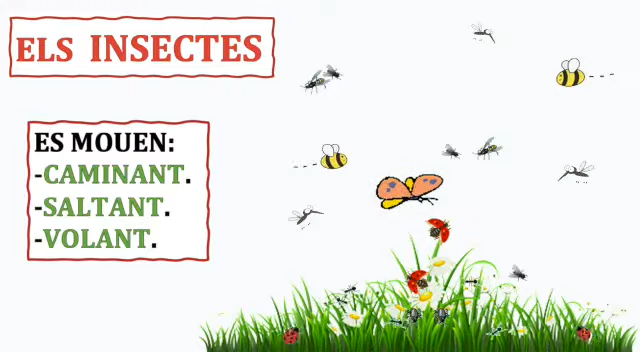 ELS INSECTES
ES MOUEN:
-CAMINANT.
-SALTANT.
-VOLANT.